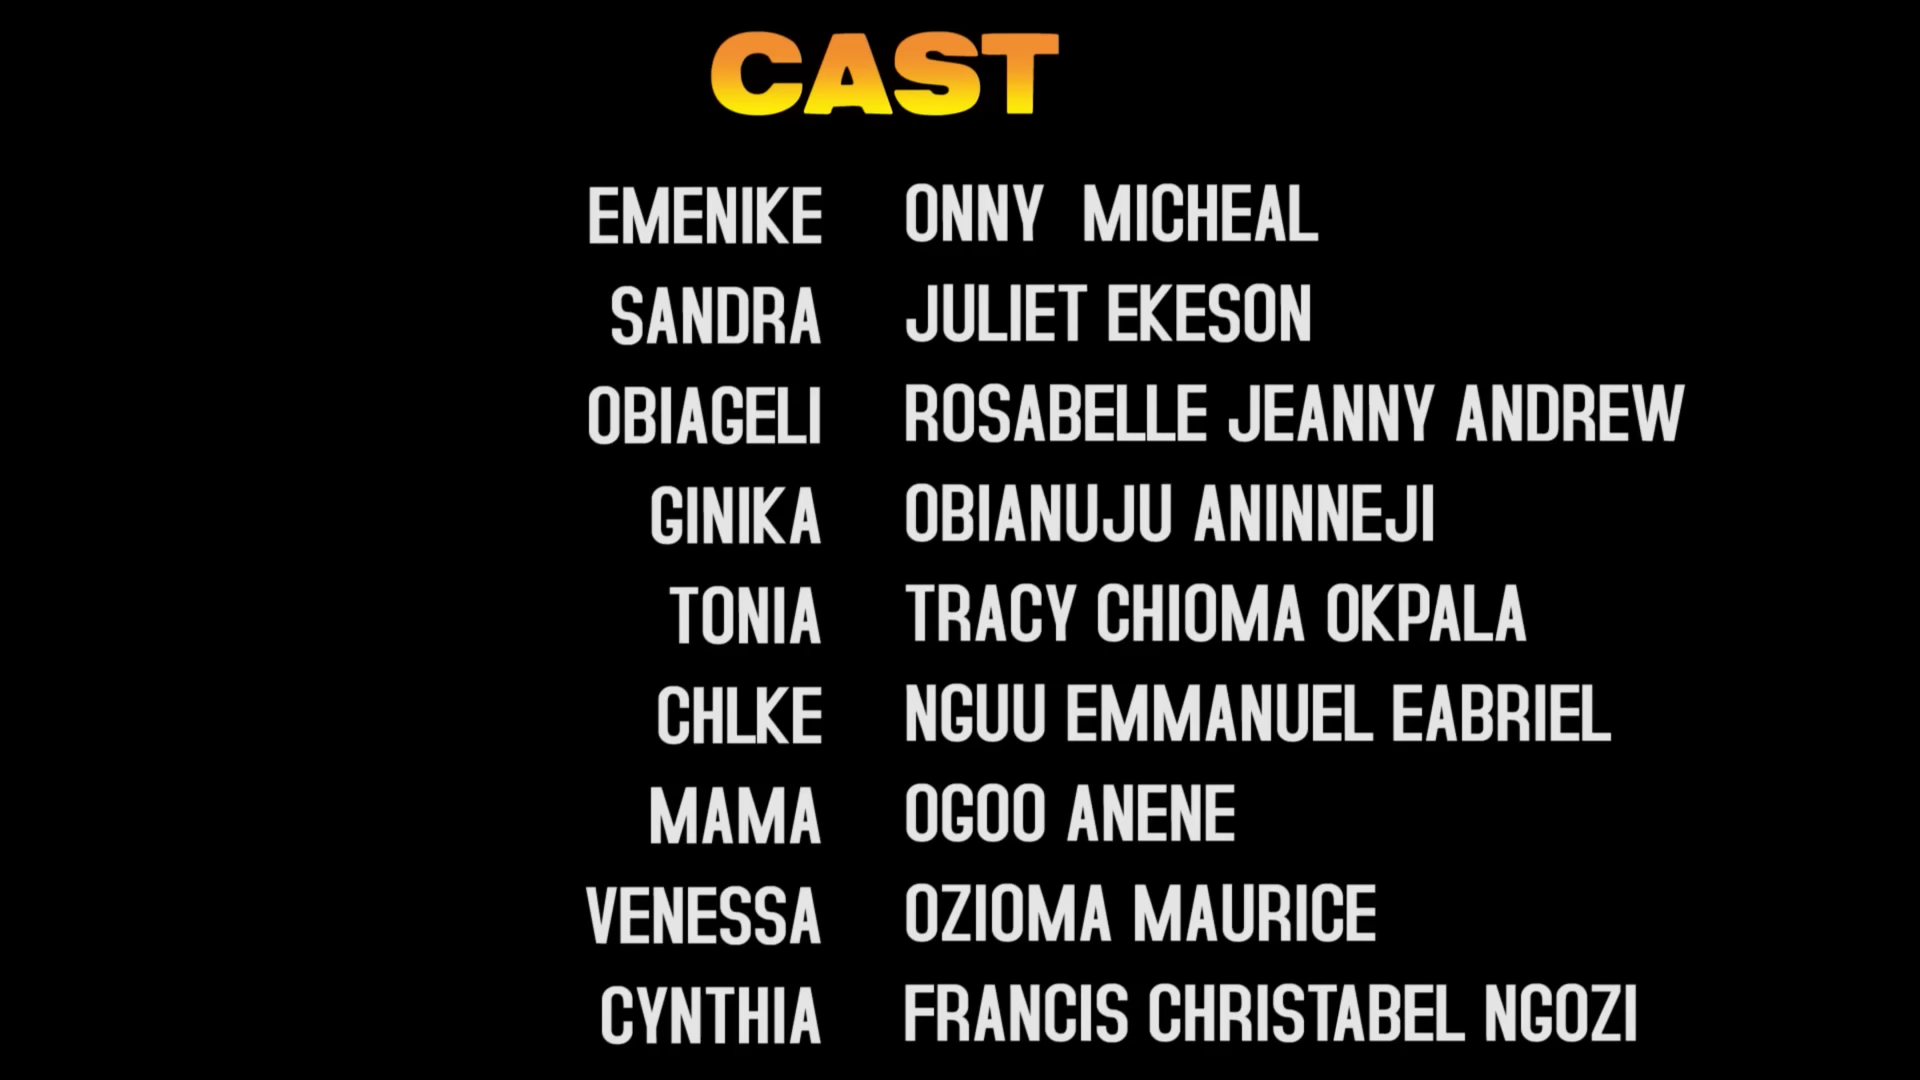 CAST
EMENIKE ONNY MICHEAL
SANDRA JULIET EKESON
OBIAGELI ROSABELLE JEANNY ANDREW
GINIKA OBIANUJU ANINNEJI
TONIA TRACY CHIOMA OKPALA
CHLKE NGUU EMMANUEL EABRIEL
MAMA OGOO ANENE
VENESSA OZIOMA MAURICE
CYNTHIA FRANCIS CHRISTABEL NGOZI